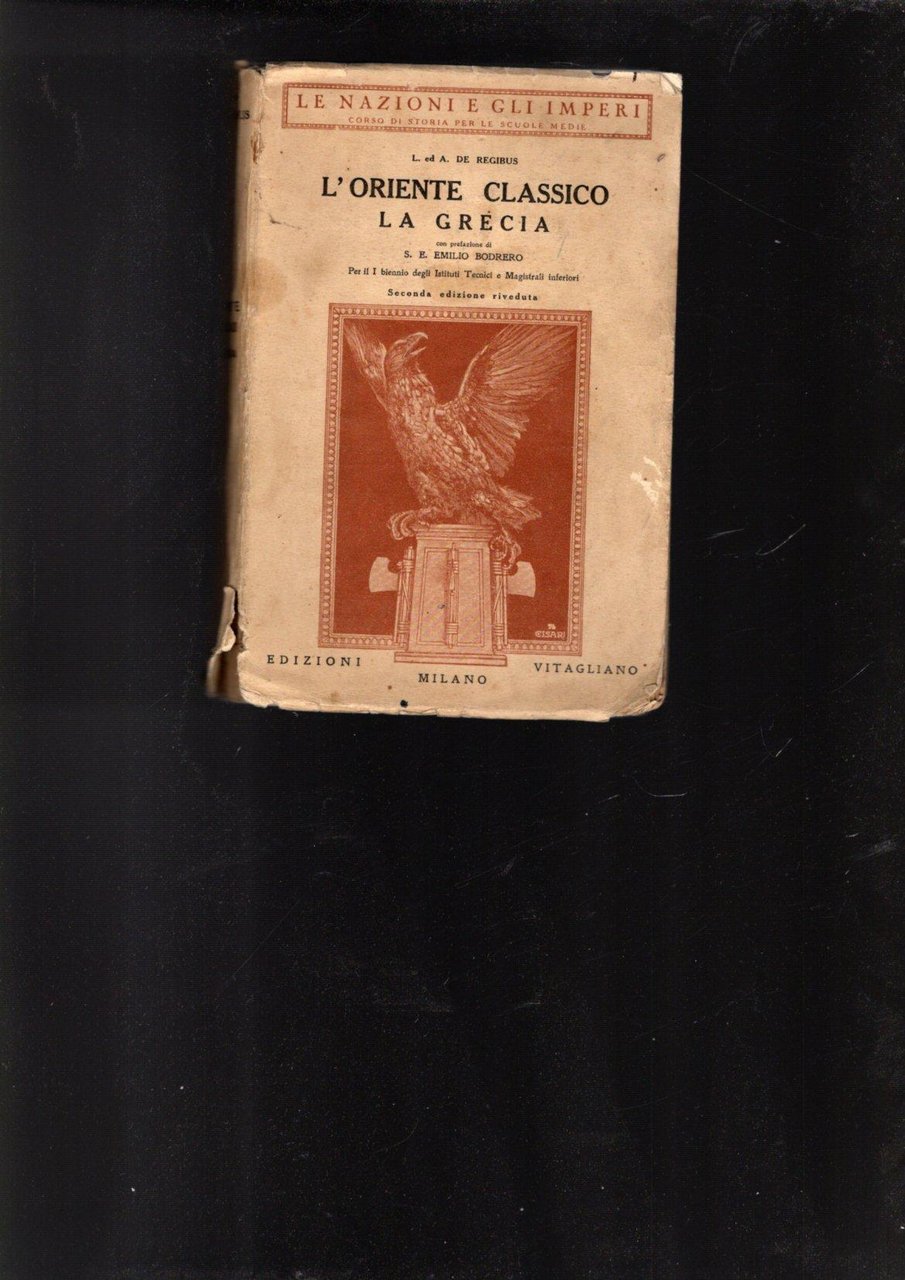 LE NAZIONI E GLI IMPERI
CORSO DI STORIA PER LE SCUOLE MEDIE
L. ed A. DE REGIBUS
L'ORIENTE CLASSICO
LA GRECIA
con prefazione di
S. E. EMILIO BODRERO
Per il I biennio degli Istituti Tecnici e Magistrali inferiori
Seconda edizione riveduta
CISARI
EDIZIONI
VITAGLIANO
MILANO